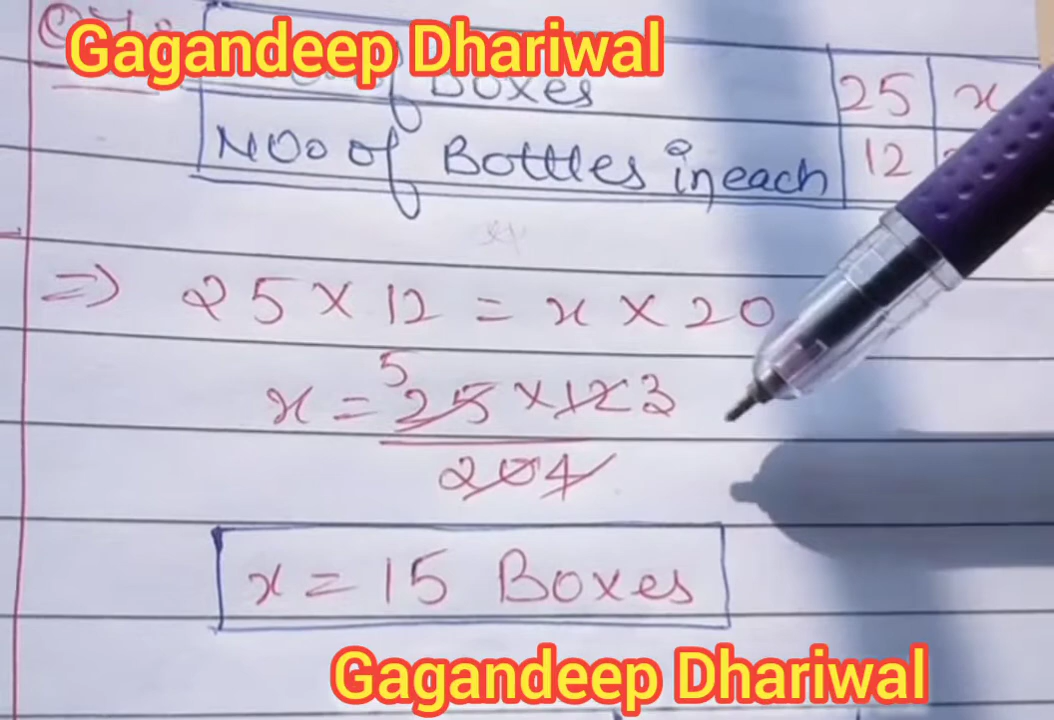 Gagandeep Dhariwal
of Boxes 25 x
No of Bottles in each 12
⇒ 25 × 12 = x × 20
5
x = 25 × 12 3
20 4
x = 15 Boxes
Gagandeep Dhariwal